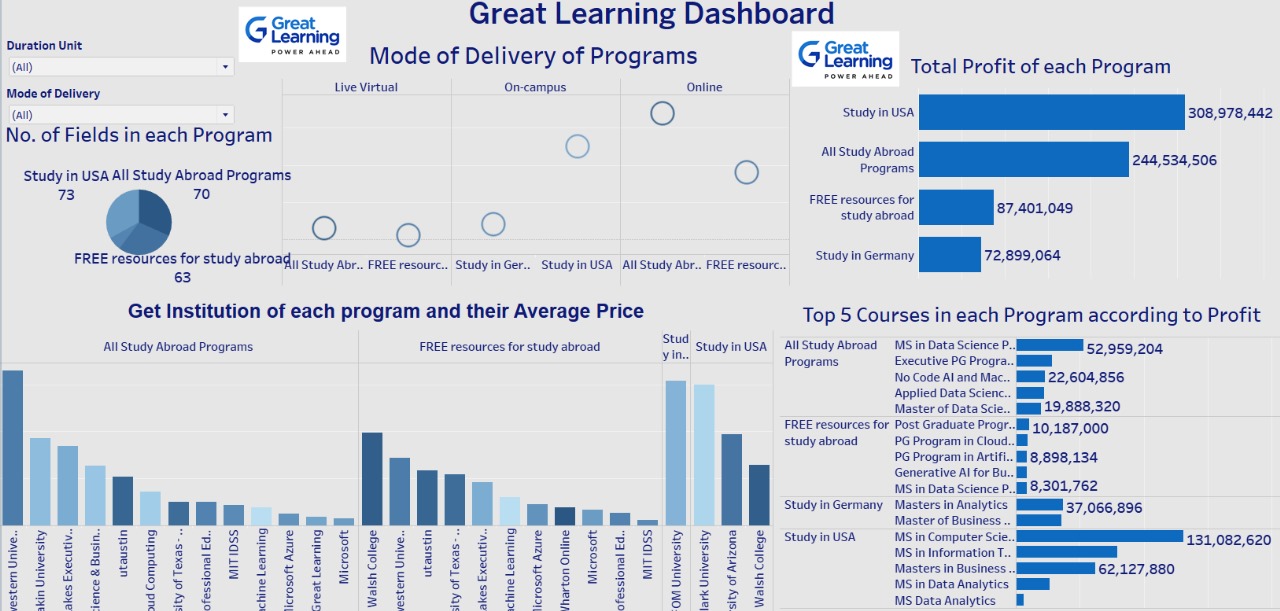 Great Learning Dashboard
Great
Learning
POWER AHEAD
Duration Unit
(All)
Mode of Delivery
(All)
No. of Fields in each Program
Study in USA
73
All Study Abroad Programs
70
FREE resources for study abroad
63
Mode of Delivery of Programs
Live Virtual
On-campus
Online
All Study Abr..
FREE resourc..
Study in Ger..
Study in USA
All Study Abr..
FREE resourc..
Great
Learning
POWER AHEAD
Total Profit of each Program
Study in USA
308,978,442
All Study Abroad
Programs
244,534,506
FREE resources for
study abroad
87,401,049
Study in Germany
72,899,064
Get Institution of each program and their Average Price
All Study Abroad Programs
FREE resources for study abroad
Stud
y in..
Study in USA
western Unive..
akin University
akes Executiv..
cience & Busin..
utaustin
oud Computing
sity of Texas - ..
ofessional Ed..
MIT IDSS
achine Learning
licrosoft Azure
Great Learning
Microsoft
Walsh College
western Unive..
utaustin
sity of Texas - ..
akes Executiv..
achine Learning
licrosoft Azure
Wharton Online
Microsoft
ofessional Ed..
MIT IDSS
FOM University
lark University
rsity of Arizona
Walsh College
Top 5 Courses in each Program according to Profit
All Study Abroad
Programs
MS in Data Science P..
52,959,204
Executive PG Progra..
No Code AI and Mac..
22,604,856
Applied Data Scienc..
Master of Data Scie..
19,888,320
FREE resources for
study abroad
Post Graduate Progr..
10,187,000
PG Program in Cloud..
PG Program in Artifi..
8,898,134
Generative AI for Bu..
MS in Data Science P..
8,301,762
Study in Germany
Masters in Analytics
37,066,896
Master of Business ..
Study in USA
MS in Computer Scie..
131,082,620
MS in Information T..
Masters in Business ..
62,127,880
MS in Data Analytics
MS Data Analytics